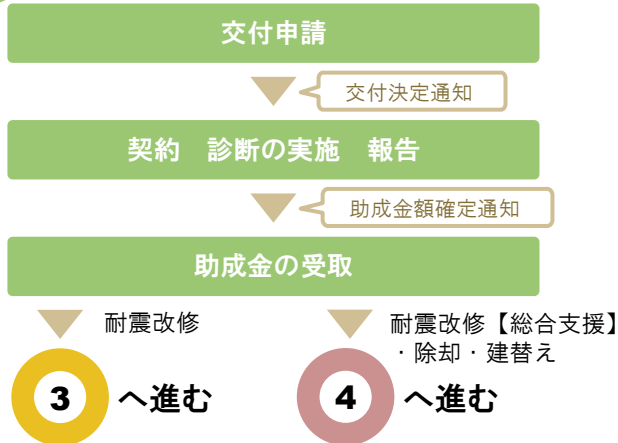 交付申請
交付決定通知
契約　診断の実施　報告
助成金額確定通知
助成金の受取
耐震改修
3 へ進む
耐震改修【総合支援】
・除却・建替え
4 へ進む